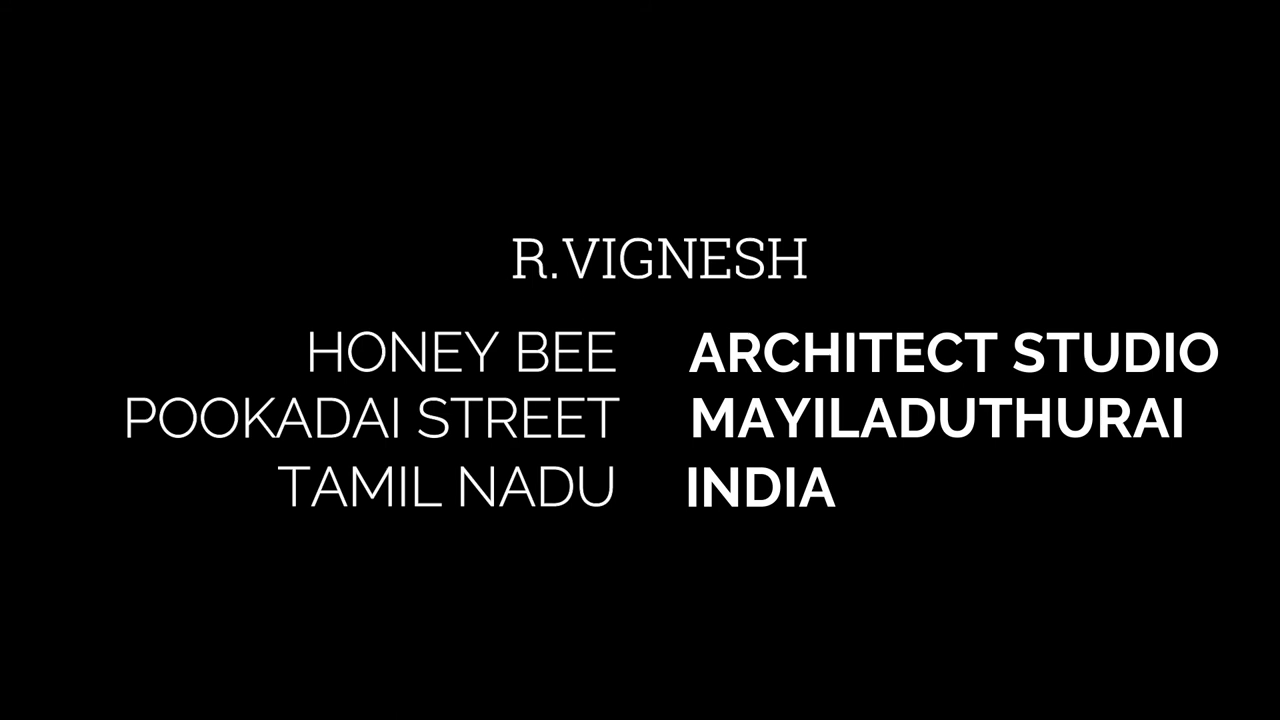 R.VIGNESH
HONEY BEE ARCHITECT STUDIO
POOKADAI STREET MAYILADUTHURAI
TAMIL NADU INDIA